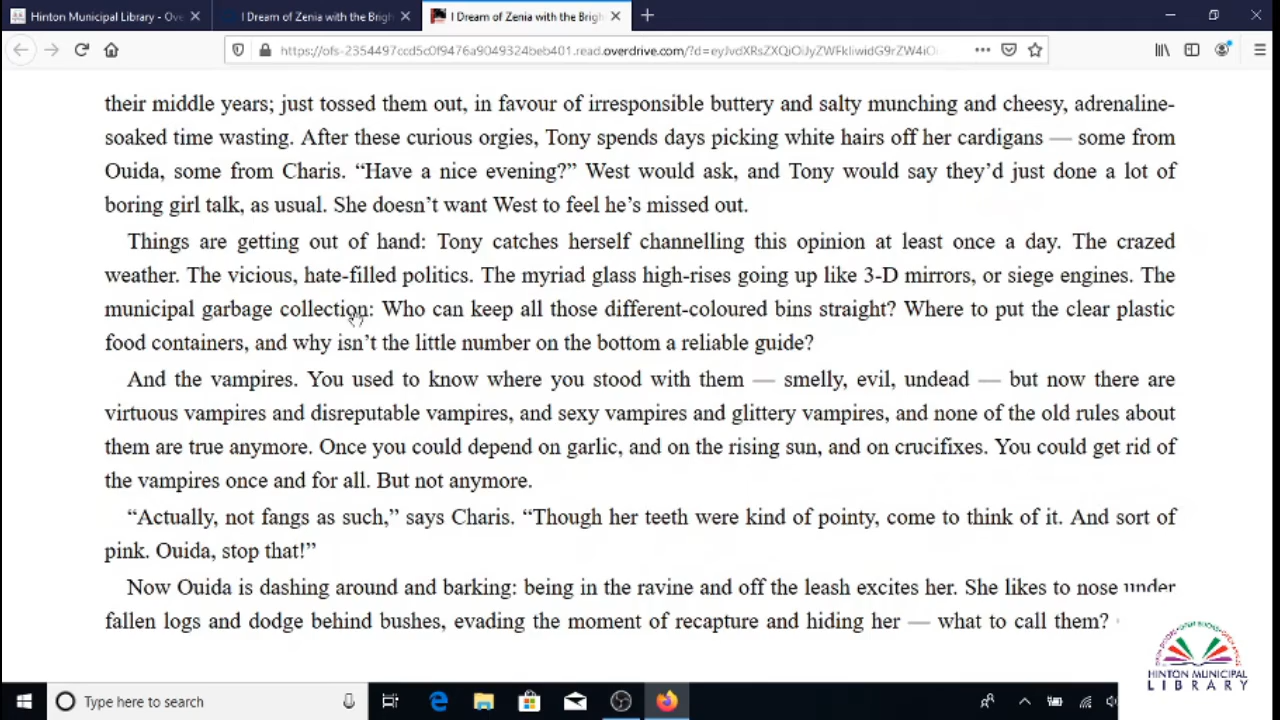 Hinton Municipal Library - Ove
I Dream of Zenia with the Brigh
I Dream of Zenia with the Brigh
https://ofs-2354497ccd5c0f9476a9049324beb401.read.overdrive.com/?d=eyJvdXRsZXQiOiJyZWFkIiwidG9rZW4iO
their middle years; just tossed them out, in favour of irresponsible buttery and salty munching and cheesy, adrenaline-
soaked time wasting. After these curious orgies, Tony spends days picking white hairs off her cardigans — some from
Ouida, some from Charis. “Have a nice evening?” West would ask, and Tony would say they’d just done a lot of
boring girl talk, as usual. She doesn’t want West to feel he’s missed out.
Things are getting out of hand: Tony catches herself channelling this opinion at least once a day. The crazed
weather. The vicious, hate-filled politics. The myriad glass high-rises going up like 3-D mirrors, or siege engines. The
municipal garbage collection: Who can keep all those different-coloured bins straight? Where to put the clear plastic
food containers, and why isn’t the little number on the bottom a reliable guide?
And the vampires. You used to know where you stood with them — smelly, evil, undead — but now there are
virtuous vampires and disreputable vampires, and sexy vampires and glittery vampires, and none of the old rules about
them are true anymore. Once you could depend on garlic, and on the rising sun, and on crucifixes. You could get rid of
the vampires once and for all. But not anymore.
“Actually, not fangs as such,” says Charis. “Though her teeth were kind of pointy, come to think of it. And sort of
pink. Ouida, stop that!”
Now Ouida is dashing around and barking: being in the ravine and off the leash excites her. She likes to nose under
fallen logs and dodge behind bushes, evading the moment of recapture and hiding her — what to call them?
HINTON MUNICIPAL
LIBRARY
Type here to search